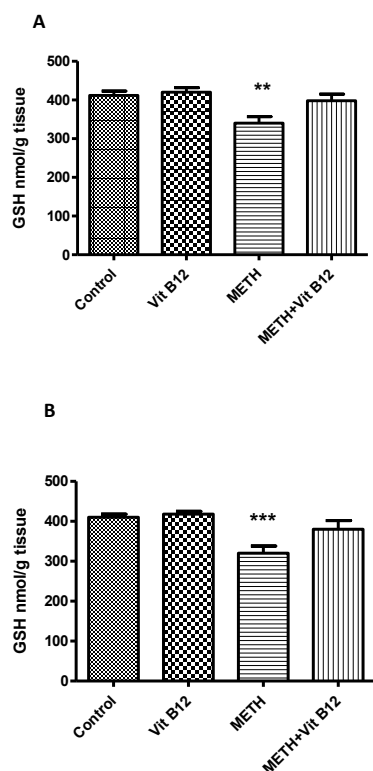 A
GSH nmol/g tissue
500
400
300
200
100
0
**
Control
Vit B12
METH
METH+Vit B12
B
GSH nmol/g tissue
500
400
300
200
100
0
***
Control
Vit B12
METH
METH+Vit B12